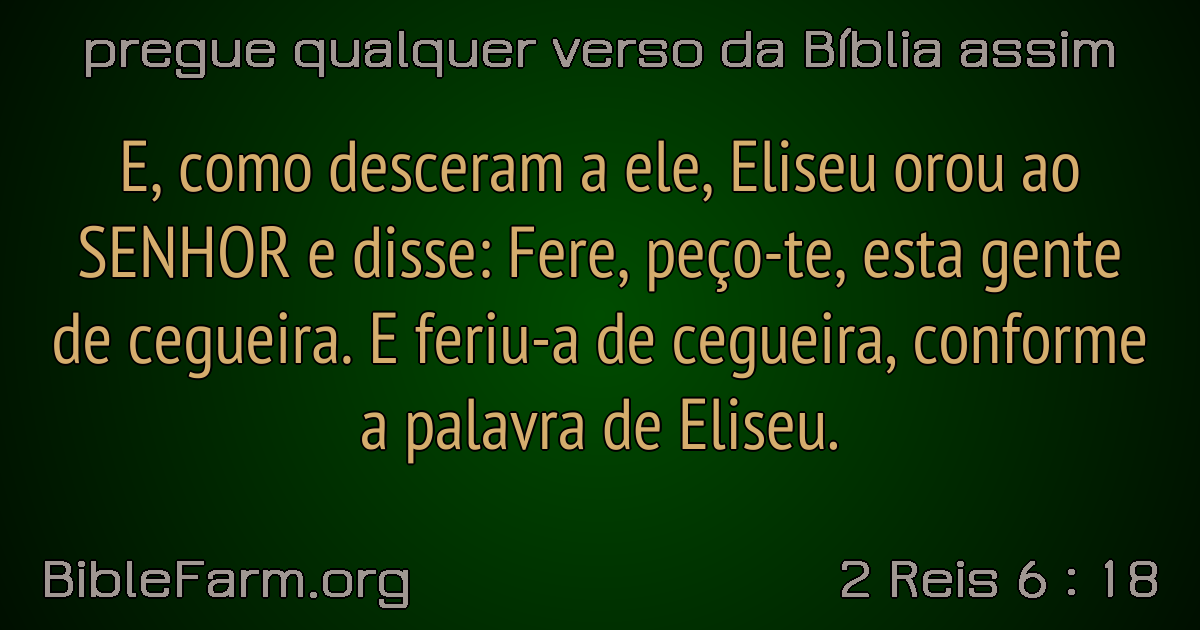 pregue qualquer verso da Bíblia assim
E, como desceram a ele, Eliseu orou ao
SENHOR e disse: Fere, peço-te, esta gente
de cegueira. E feriu-a de cegueira, conforme
a palavra de Eliseu.
BibleFarm.org
2 Reis 6 : 18